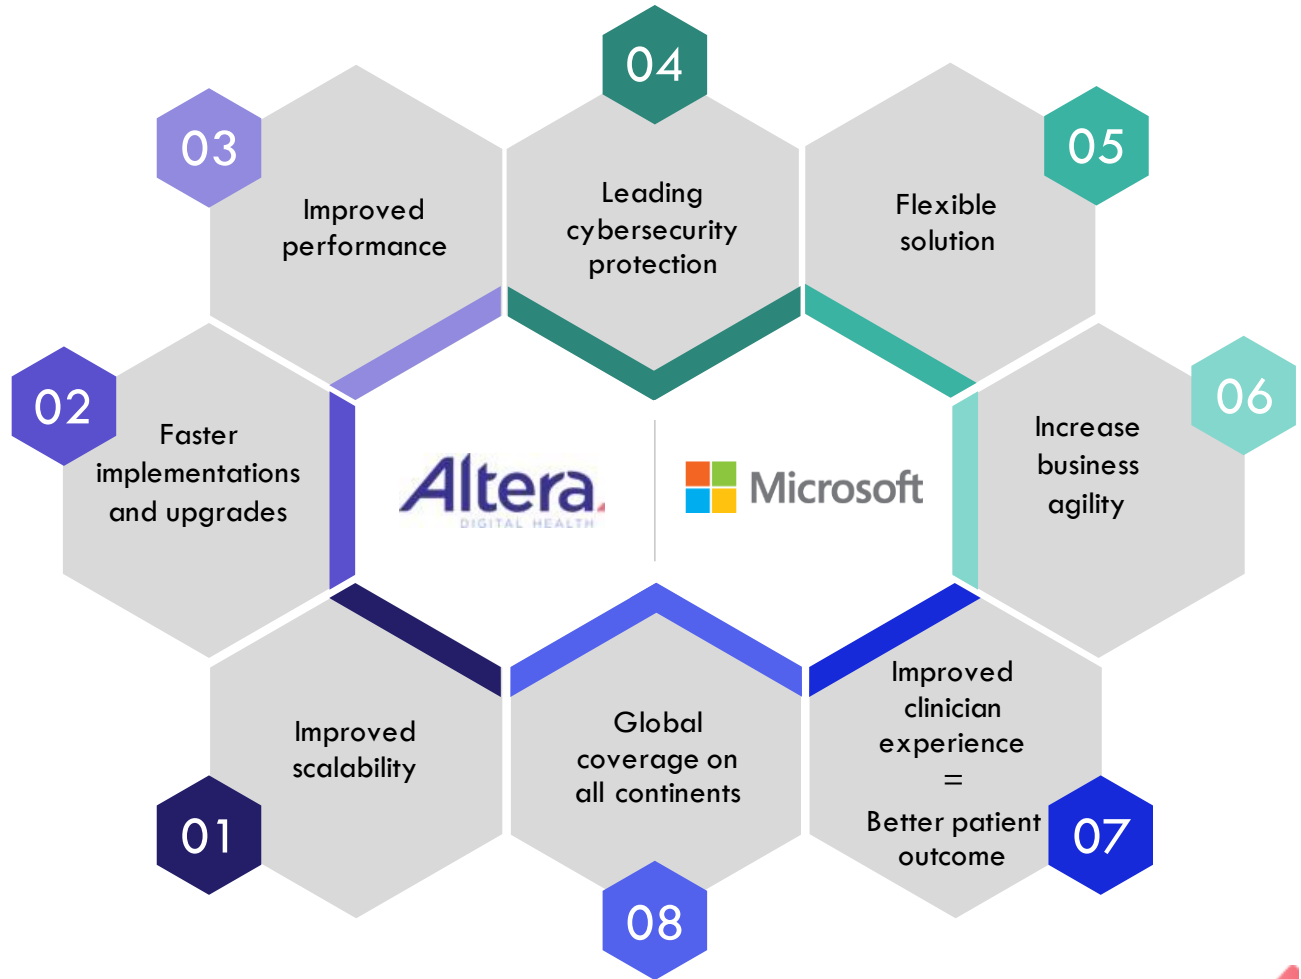 04
03
05
Leading
cybersecurity
protection
Improved
performance
Flexible
solution
02
06
Faster
implementations
and upgrades
Increase
business
agility
Altera
DIGITAL HEALTH
Microsoft
Improved
clinician
experience
=
Better patient
outcome
Improved
scalability
Global
coverage on
all continents
01
07
08